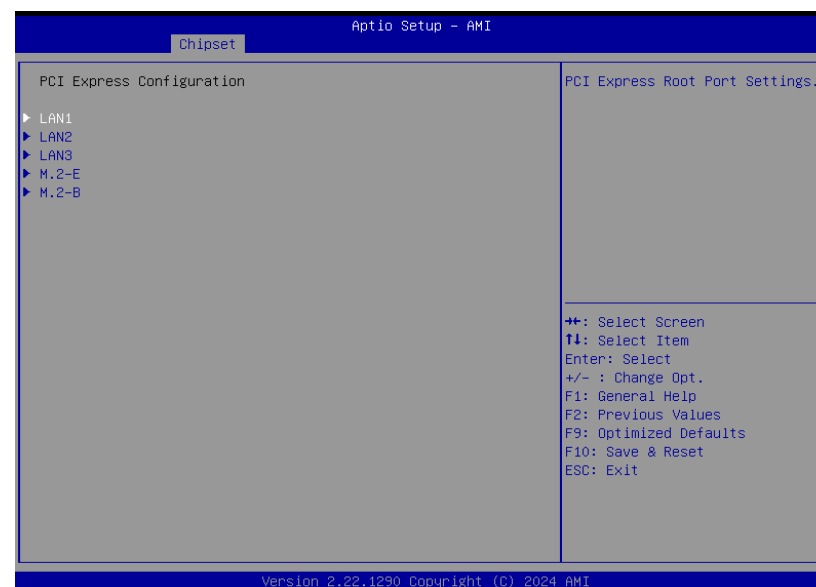 Aptio Setup – AMI
Chipset
PCI Express Configuration
PCI Express Root Port Settings.
▶ LAN1
▶ LAN2
▶ LAN3
▶ M.2–E
▶ M.2–B
→←: Select Screen
↑↓: Select Item
Enter: Select
+/– : Change Opt.
F1: General Help
F2: Previous Values
F9: Optimized Defaults
F10: Save & Reset
ESC: Exit
Version 2.22.1290 Copyright (C) 2024 AMI